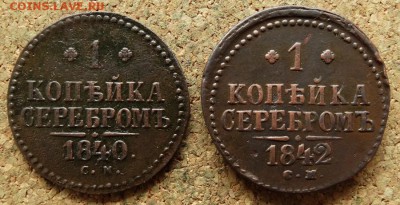 COINS.LAVE.RU
1
КОПѢЙКА
СЕРЕБРОМЪ
1840
1
КОПѢЙКА
СЕРЕБРОМЪ
1842